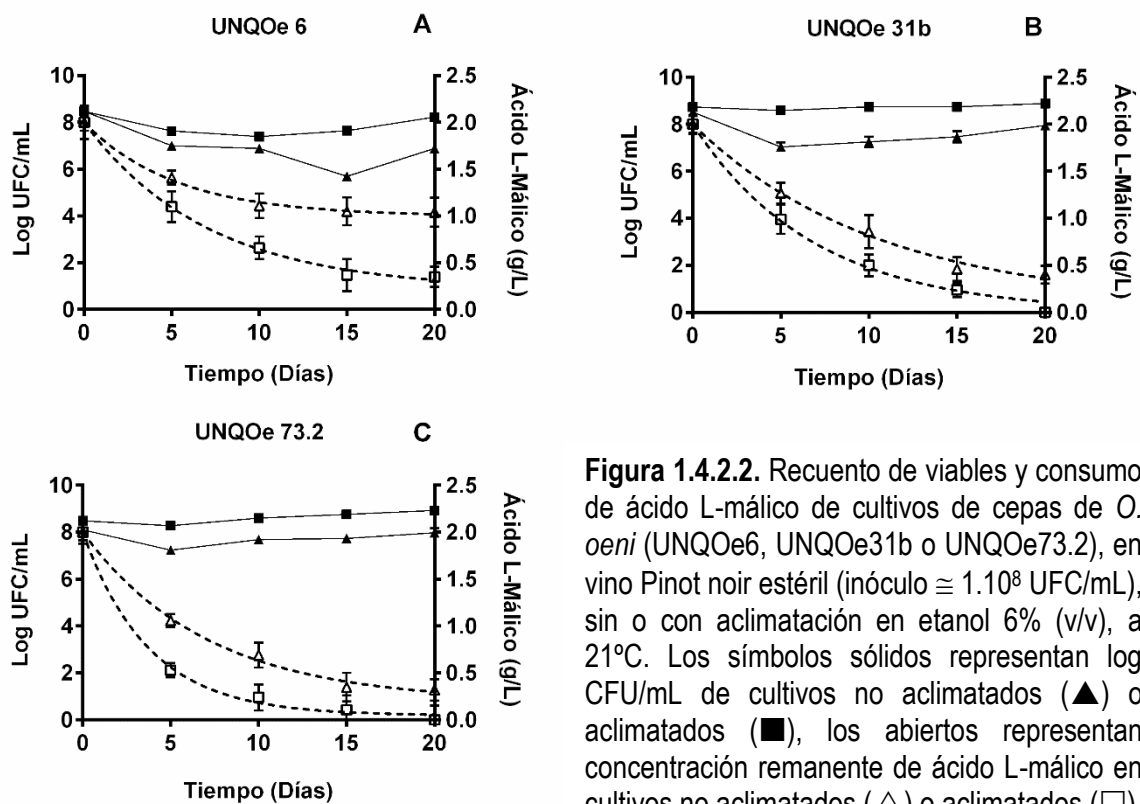 UNQOe 6
A
10
8
6
4
2
0
Log UFC/mL
2.5
2.0
1.5
1.0
0.5
0.0
Ácido L-Málico (g/L)
0 5 10 15 20
Tiempo (Días)
UNQOe 31b
B
10
8
6
4
2
0
Log UFC/mL
2.5
2.0
1.5
1.0
0.5
0.0
Ácido L-Málico (g/L)
0 5 10 15 20
Tiempo (Días)
UNQOe 73.2
C
10
8
6
4
2
0
Log UFC/mL
2.5
2.0
1.5
1.0
0.5
0.0
Ácido L-Málico (g/L)
0 5 10 15 20
Tiempo (Días)
Figura 1.4.2.2. Recuento de viables y consumo
de ácido L-málico de cultivos de cepas de O.
oeni (UNQOe6, UNQOe31b o UNQOe73.2), en
vino Pinot noir estéril (inóculo ≅ 1.10⁸ UFC/mL),
sin o con aclimatación en etanol 6% (v/v), a
21ºC. Los símbolos sólidos representan log
CFU/mL de cultivos no aclimatados (▲) o
aclimatados (■), los abiertos representan
concentración remanente de ácido L-málico en
cultivos no aclimatados (△) o aclimatados (□)